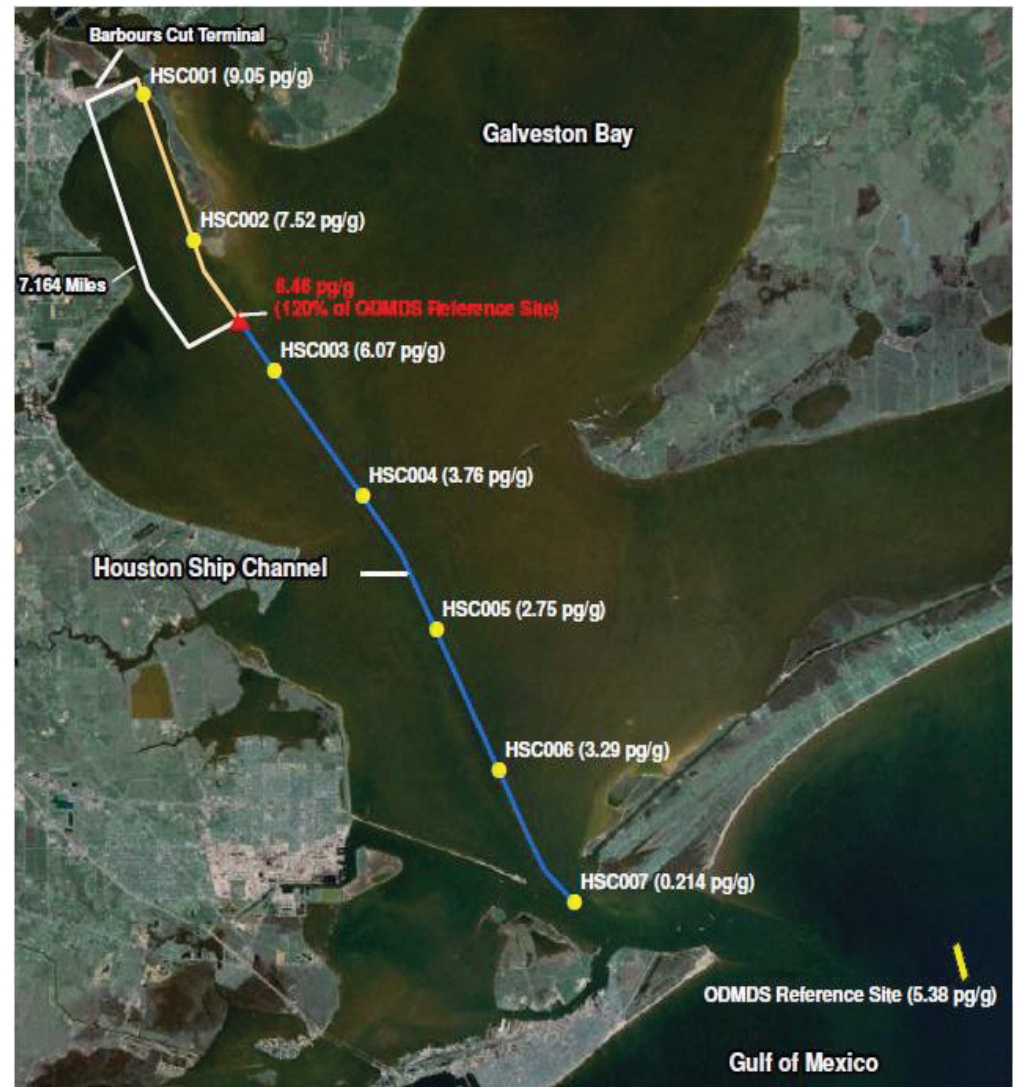 Barbours Cut Terminal
HSC001 (9.05 pg/g)
Galveston Bay
HSC002 (7.52 pg/g)
7.164 Miles
6.46 pg/g
(120% of ODMDS Reference Site)
HSC003 (6.07 pg/g)
HSC004 (3.76 pg/g)
Houston Ship Channel
HSC005 (2.75 pg/g)
HSC006 (3.29 pg/g)
HSC007 (0.214 pg/g)
ODMDS Reference Site (5.38 pg/g)
Gulf of Mexico